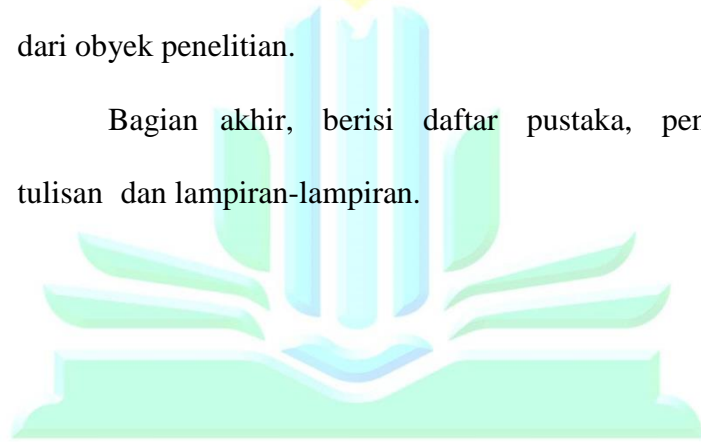 dari obyek penelitian.
Bagian akhir, berisi daftar pustaka,
tulisan dan lampiran-lampiran.